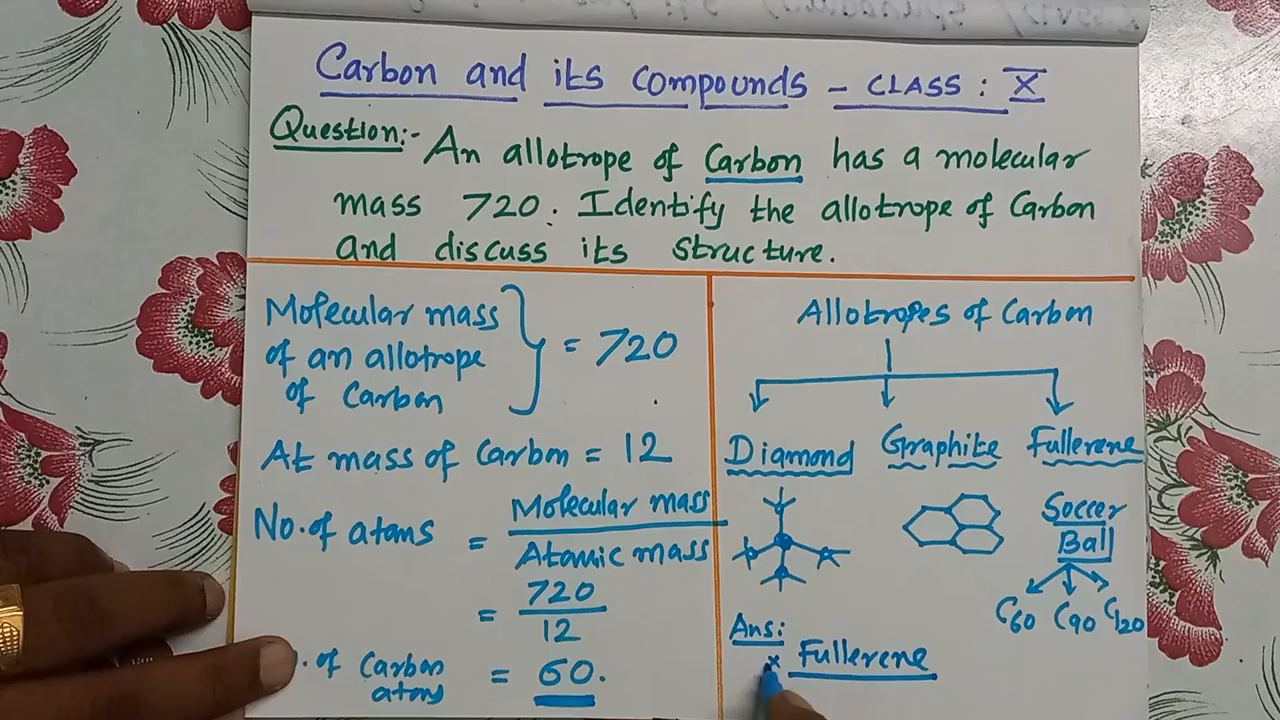 Carbon and its compounds - CLASS : X
Question:- An allotrope of Carbon has a molecular
mass 720. Identify the allotrope of Carbon
and discuss its structure.
Molecular mass
of an allotrope
of Carbon
= 720
At mass of Carbon = 12
No. of atoms = Molecular mass
Atomic mass
= 720
12
of Carbon
atoms
= 60.
Allotropes of Carbon
Diamond Graphite Fullerene
Soccer
Ball
C60 C90 C120
Ans:
x Fullerene